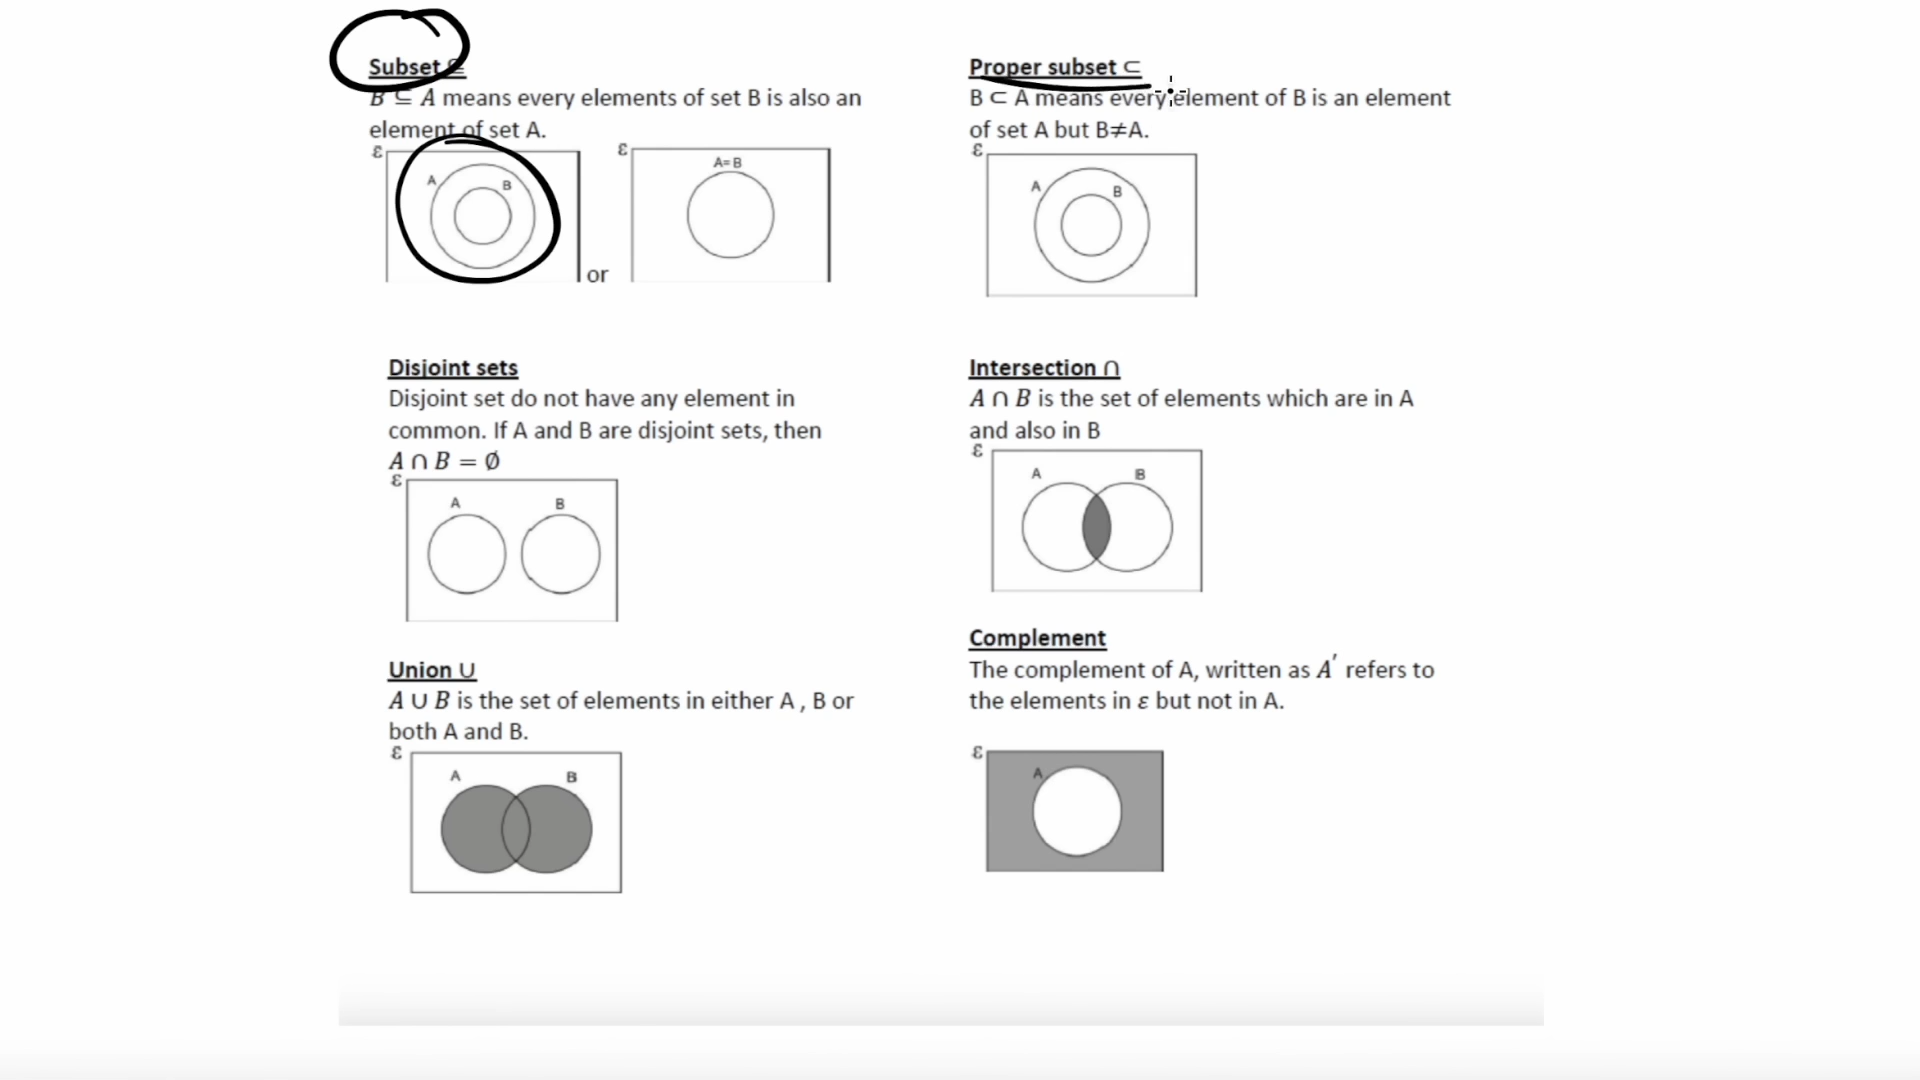 Subset ⊆
B ⊆ A means every elements of set B is also an
element of set A.
ε
A
B
or
ε
A=B
Proper subset ⊂
B ⊂ A means every element of B is an element
of set A but B≠A.
ε
A
B
Disjoint sets
Disjoint set do not have any element in
common. If A and B are disjoint sets, then
A ∩ B = ∅
ε
A
B
Intersection ∩
A ∩ B is the set of elements which are in A
and also in B
ε
A
B
Union ∪
A ∪ B is the set of elements in either A , B or
both A and B.
ε
A
B
Complement
The complement of A, written as A′ refers to
the elements in ε but not in A.
ε
A